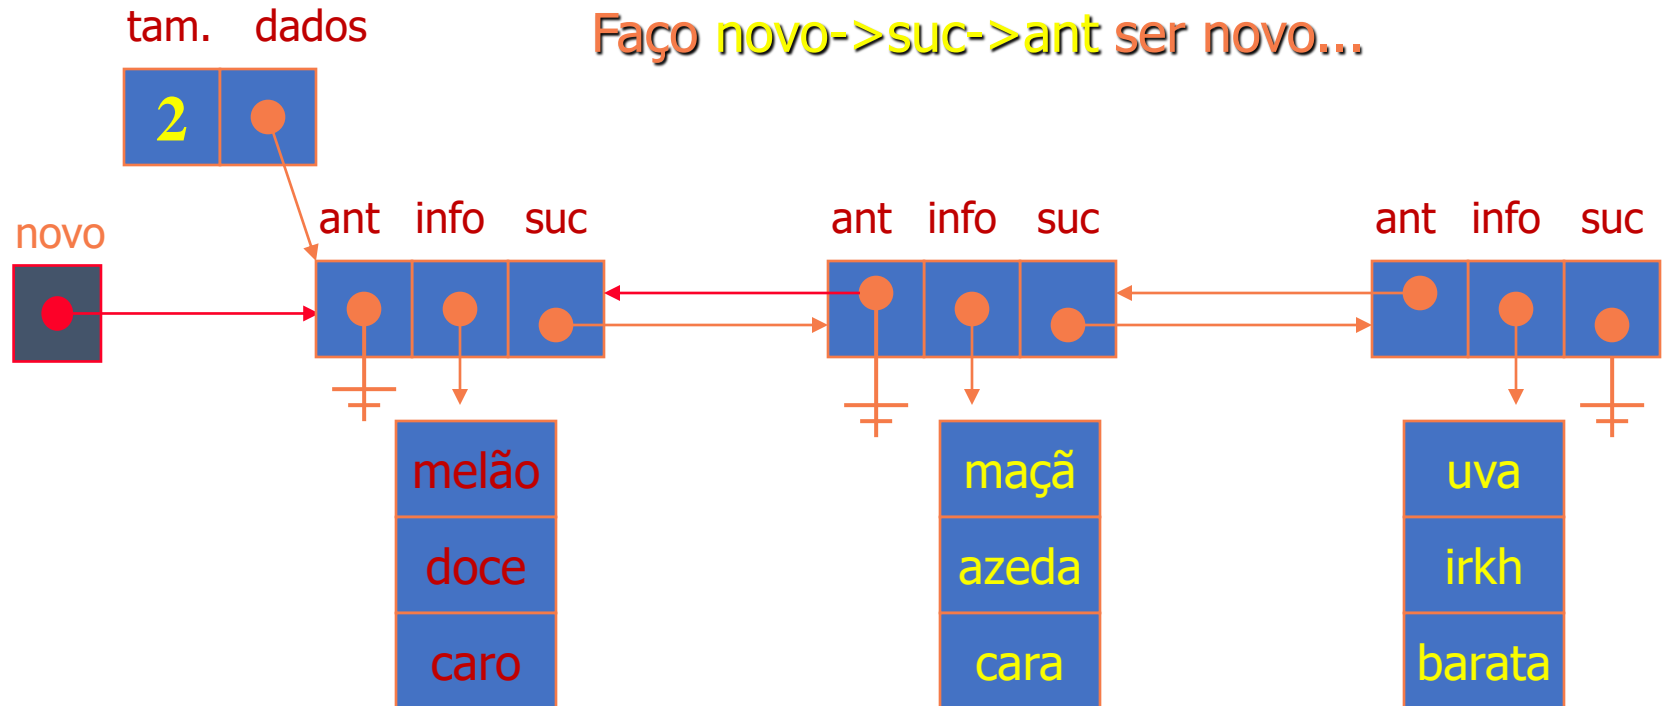 tam. dados
Faço novo->suc->ant ser novo...
2
novo
ant info suc
ant info suc
ant info suc
melão
doce
caro
maçã
azeda
cara
uva
irkh
barata